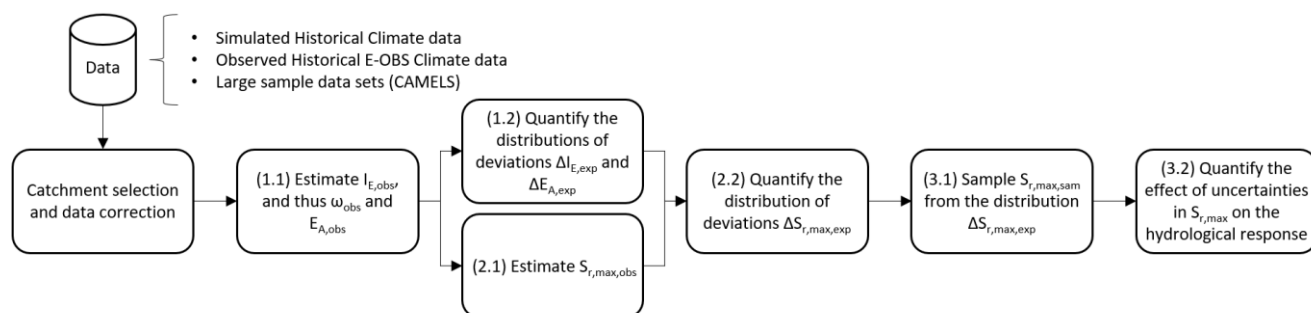 Data
• Simulated Historical Climate data
• Observed Historical E-OBS Climate data
• Large sample data sets (CAMELS)
Catchment selection
and data correction
(1.1) Estimate I_E,obs,
and thus ω_obs and
E_A,obs
(1.2) Quantify the
distributions of
deviations ΔI_E,exp and
ΔE_A,exp
(2.1) Estimate S_r,max,obs
(2.2) Quantify the
distribution of
deviations ΔS_r,max,exp
(3.1) Sample S_r,max,sam
from the distribution
ΔS_r,max,exp
(3.2) Quantify the
effect of uncertainties
in S_r,max on the
hydrological response